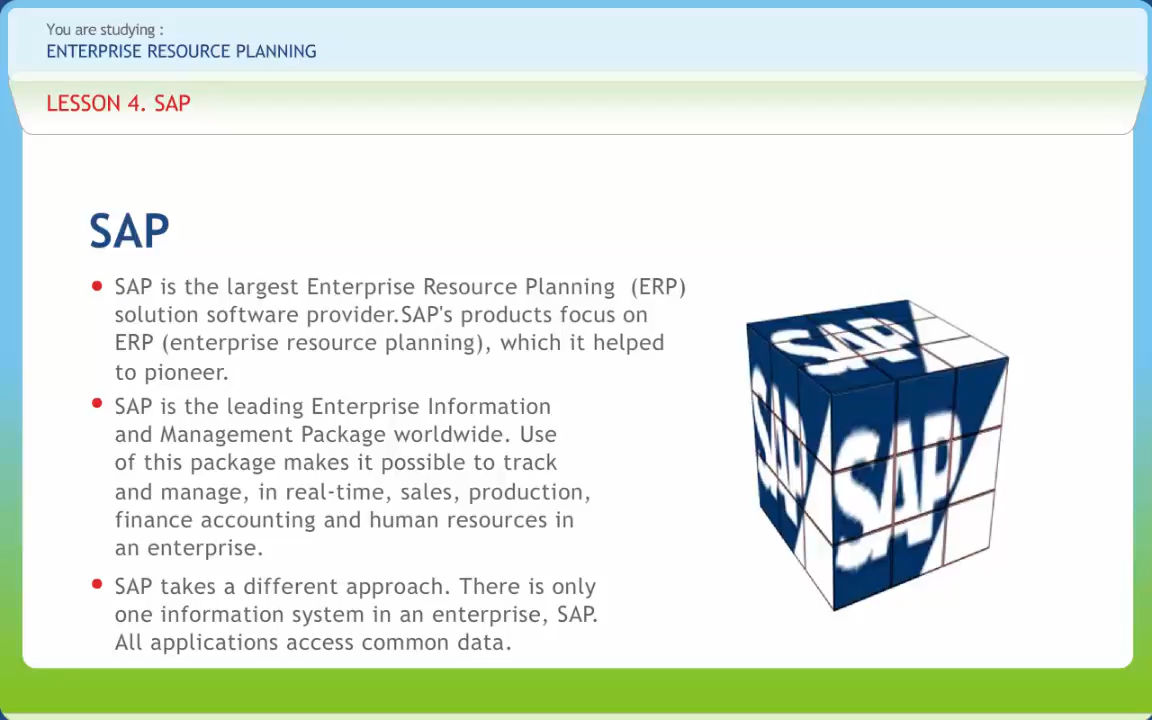 You are studying :
ENTERPRISE RESOURCE PLANNING
LESSON 4. SAP
SAP
SAP is the largest Enterprise Resource Planning (ERP)
solution software provider.SAP's products focus on
ERP (enterprise resource planning), which it helped
to pioneer.
SAP is the leading Enterprise Information
and Management Package worldwide. Use
of this package makes it possible to track
and manage, in real-time, sales, production,
finance accounting and human resources in
an enterprise.
SAP takes a different approach. There is only
one information system in an enterprise, SAP.
All applications access common data.
SAP
SAP
SAP